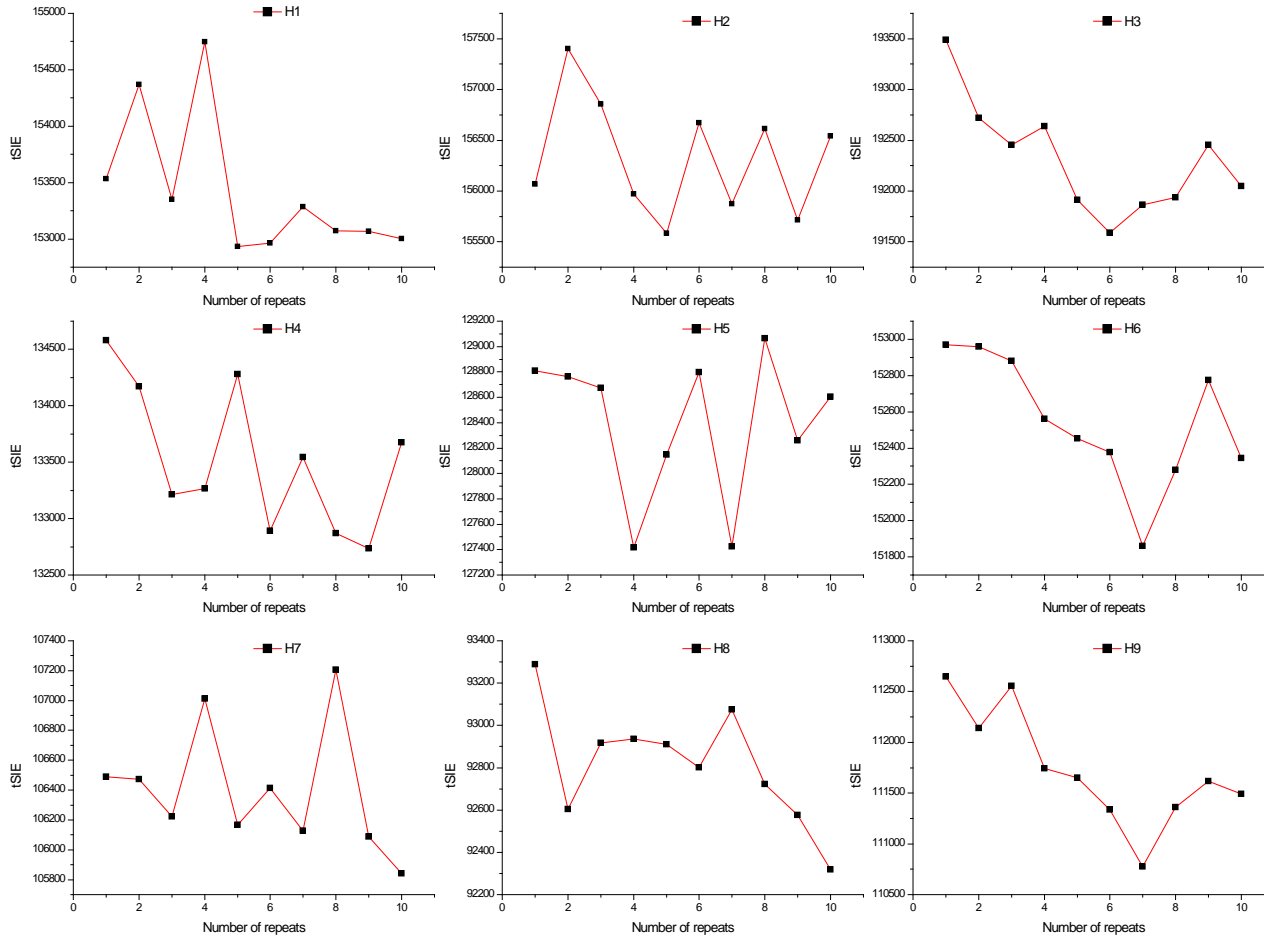 H1
155000
154500
154000
153500
153000
tSIE
0 2 4 6 8 10
Number of repeats
H2
157500
157000
156500
156000
155500
tSIE
0 2 4 6 8 10
Number of repeats
H3
193500
193000
192500
192000
191500
tSIE
0 2 4 6 8 10
Number of repeats
H4
134500
134000
133500
133000
132500
tSIE
0 2 4 6 8 10
Number of repeats
H5
129200
129000
128800
128600
128400
128200
128000
127800
127600
127400
127200
tSIE
0 2 4 6 8 10
Number of repeats
H6
153000
152800
152600
152400
152200
152000
151800
tSIE
0 2 4 6 8 10
Number of repeats
H7
107400
107200
107000
106800
106600
106400
106200
106000
105800
tSIE
0 2 4 6 8 10
Number of repeats
H8
93400
93200
93000
92800
92600
92400
92200
tSIE
0 2 4 6 8 10
Number of repeats
H9
113000
112500
112000
111500
111000
110500
tSIE
0 2 4 6 8 10
Number of repeats